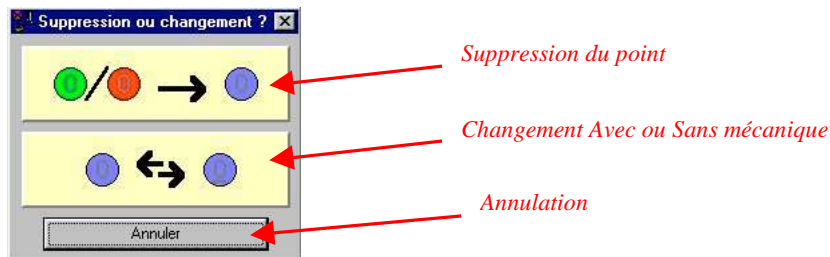 Suppression ou changement ?
Suppression du point
Changement Avec ou Sans mécanique
Annulation
Annuler